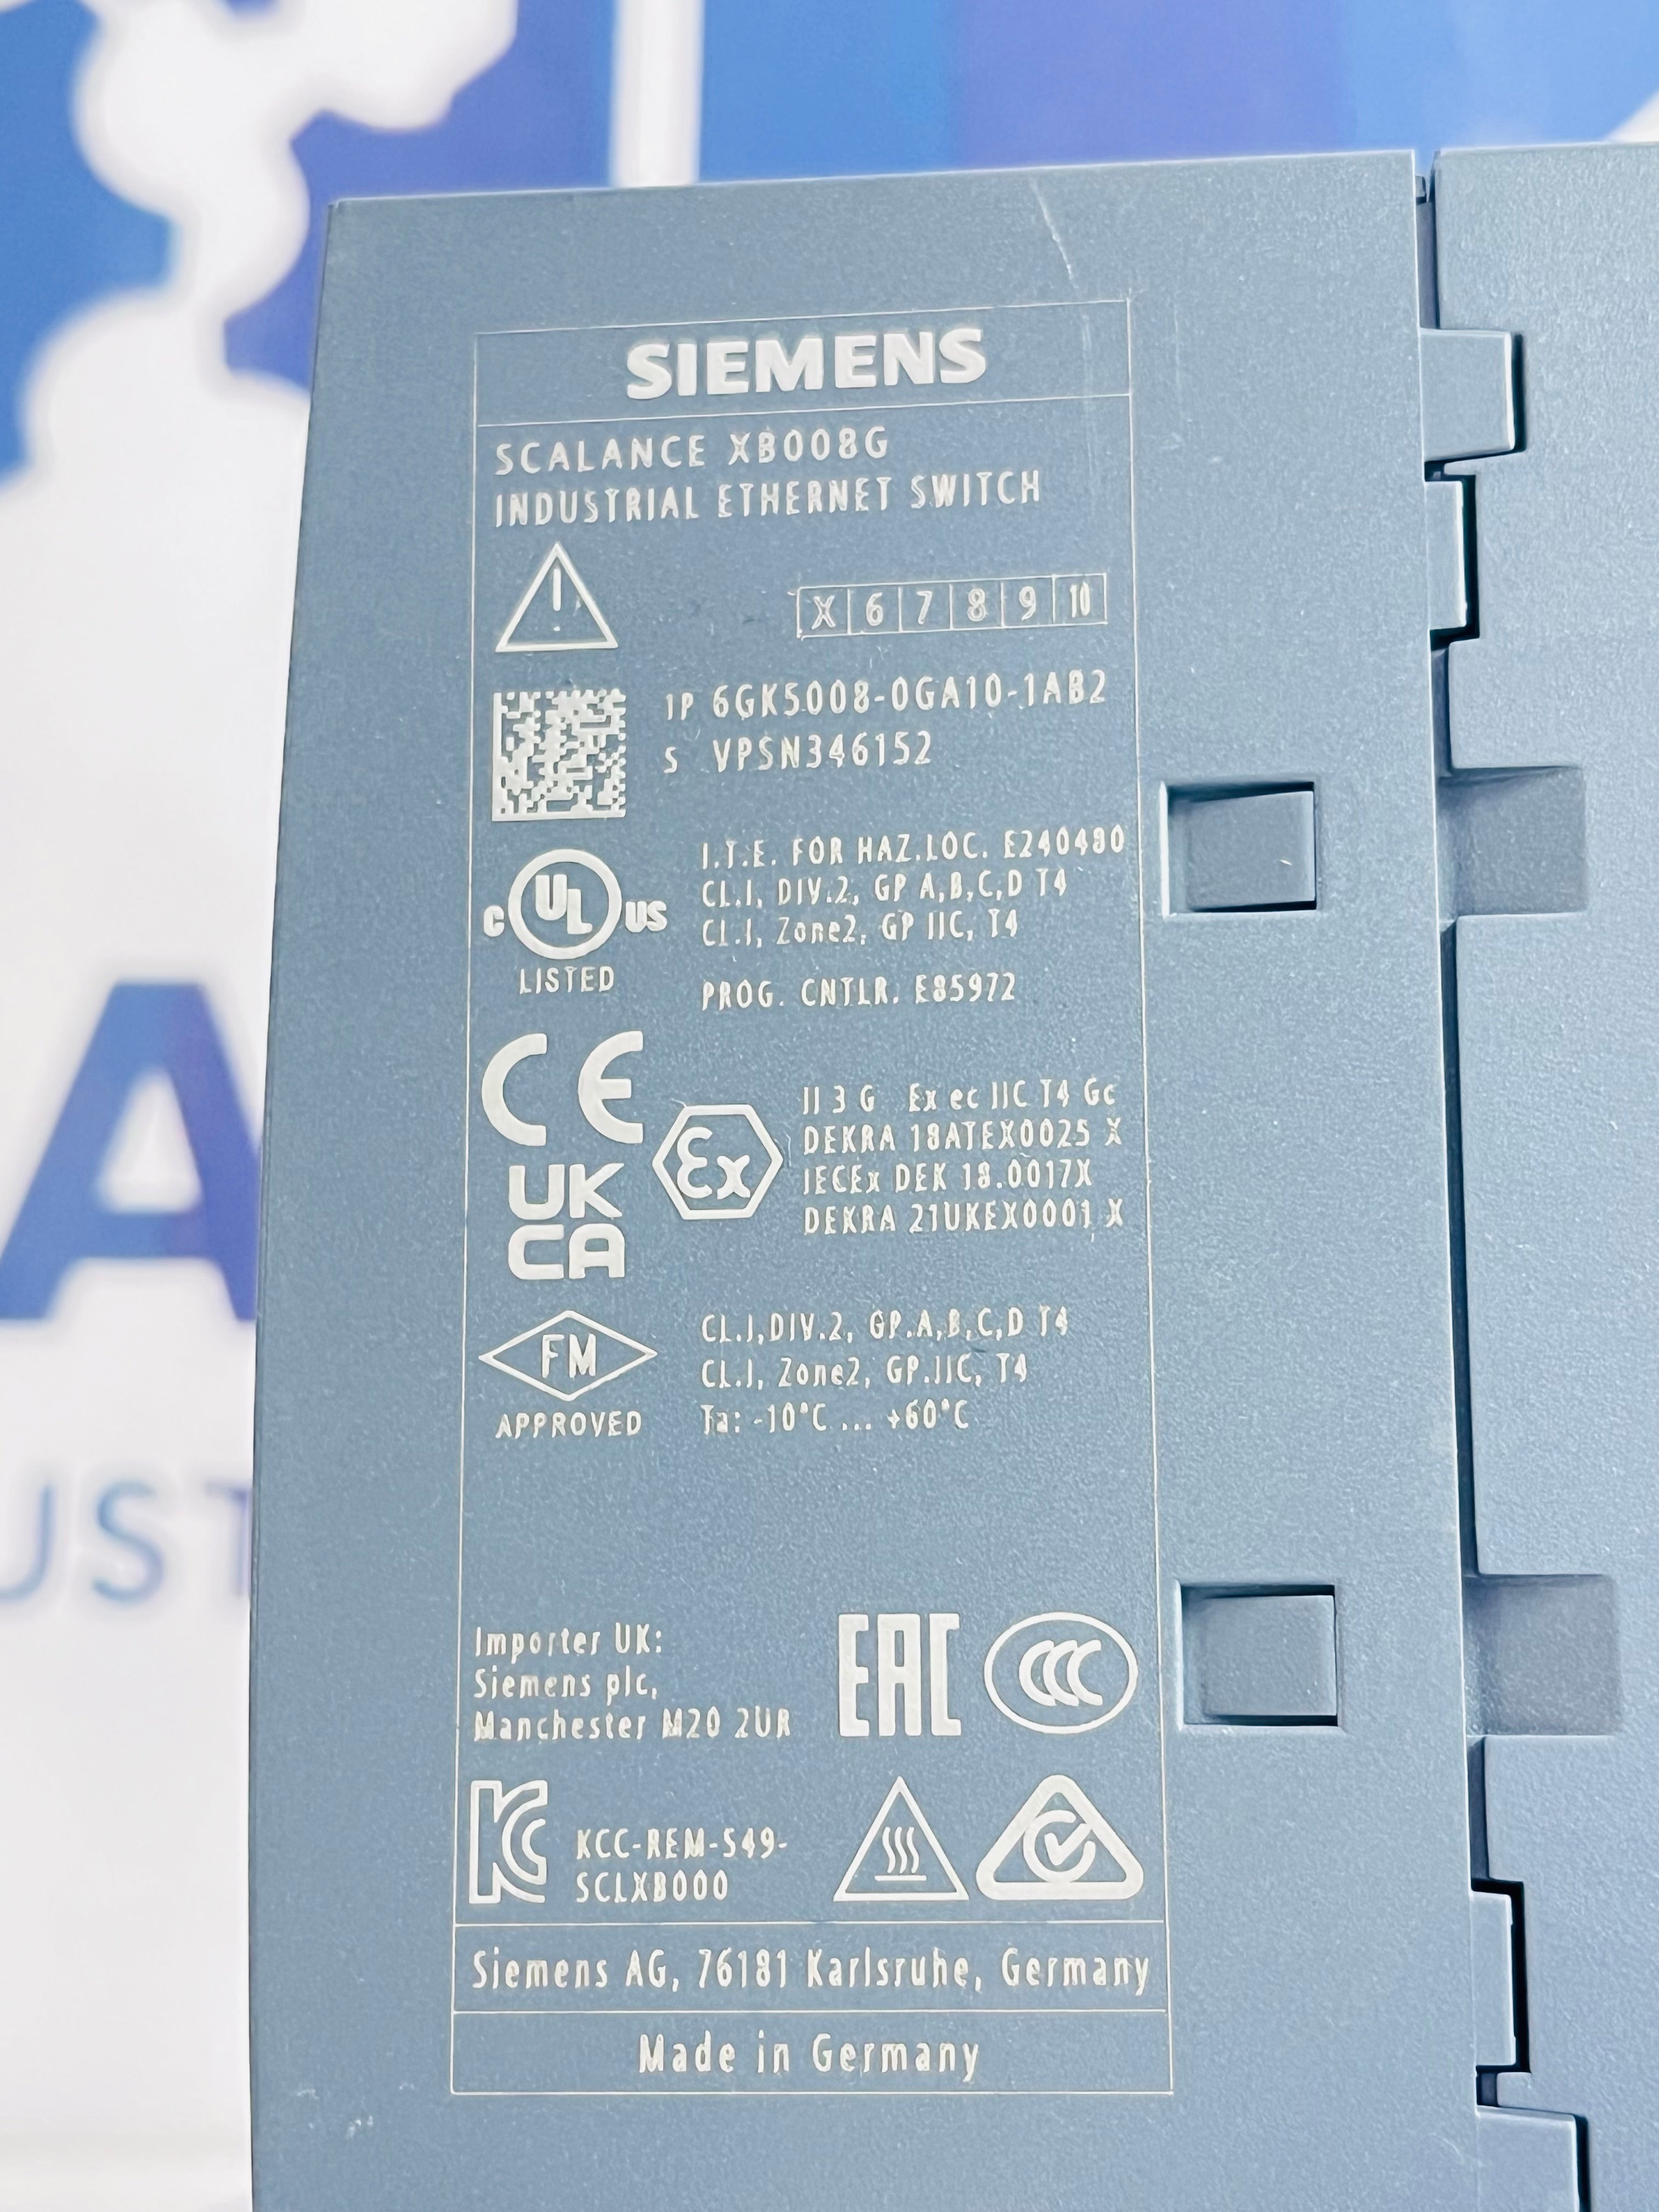 SIEMENS
SCALANCE XB008G
INDUSTRIAL ETHERNET SWITCH
X 6 7 8 9 10
1P 6GK5008-0GA10-1AB2
S VPSN346152
I.T.E. FOR HAZ.LOC. E240480
CL.I, DIV.2, GP A,B,C,D T4
CL.I, Zone2, GP IIC, T4
C UL US
LISTED
PROG. CNTLR. E85972
CE
II 3 G Ex ec IIC T4 Gc
DEKRA 18ATEX0025 X
Ex
IECEx DEK 18.0017X
DEKRA 21UKEX0001 X
UK
CA
CL.I,DIV.2, GP.A,B,C,D T4
FM
CL.I, Zone2, GP.IIC, T4
APPROVED
Ta: -10°C ... +60°C
Importer UK:
Siemens plc,
Manchester M20 2UR
EAC
CCC
KC
KCC-REM-S49-
SCLXB000
Siemens AG, 76181 Karlsruhe, Germany
Made in Germany
A
UST